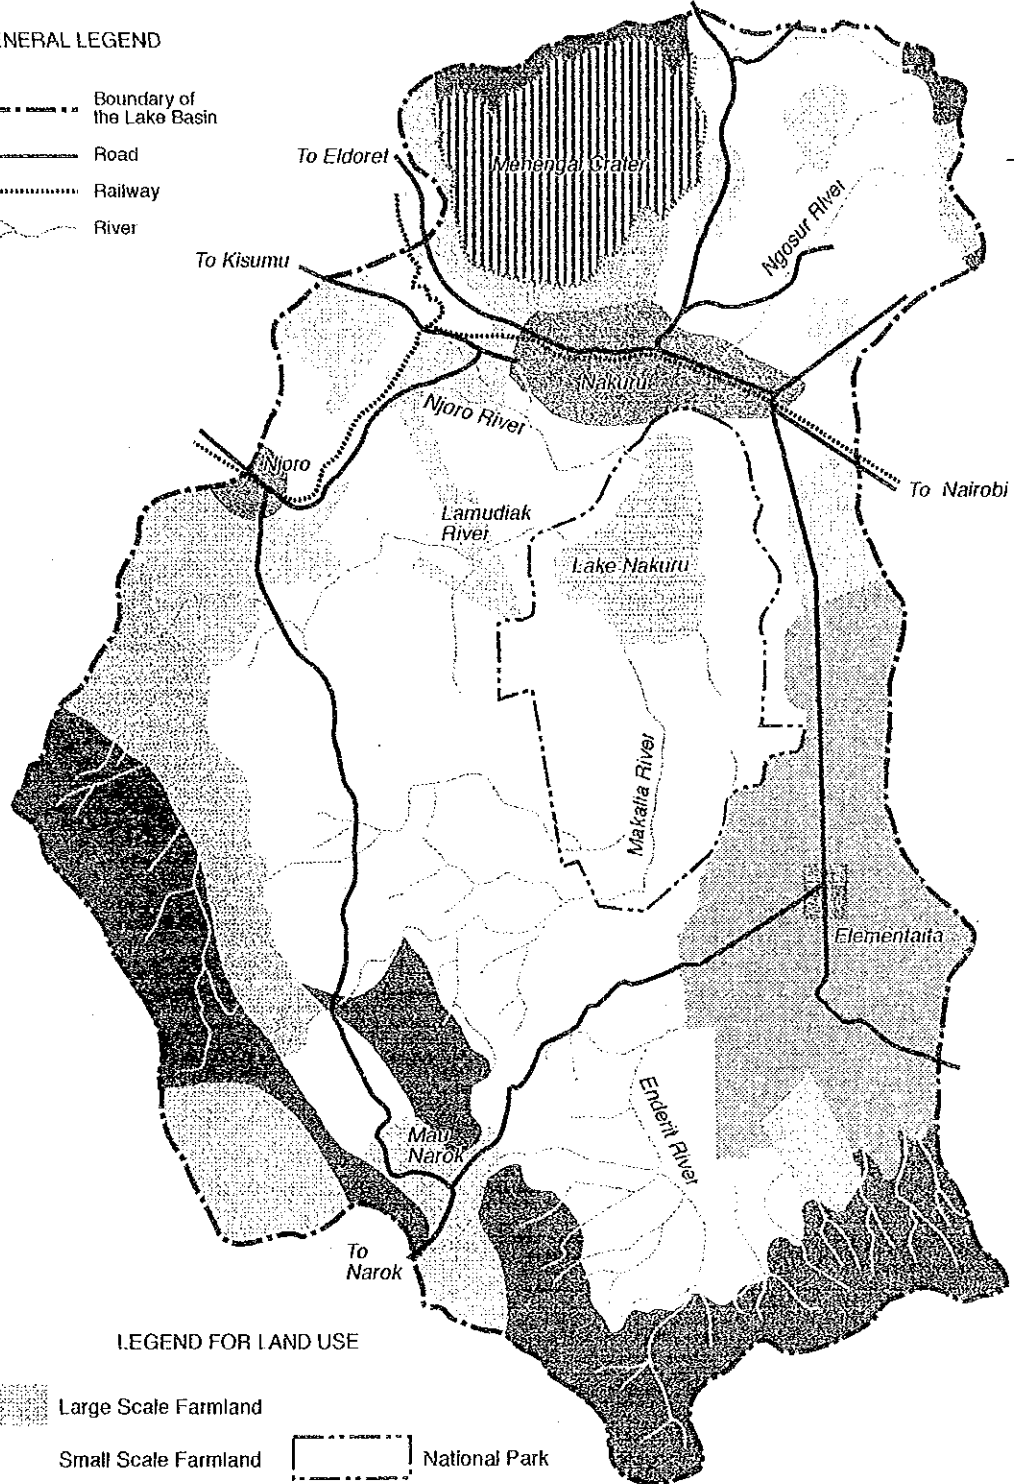 ENERAL LEGEND
Boundary of
the Lake Basin
Road
Railway
River
To Eldoret
Menengai Crater
Ngosur River
To Kisumu
Nakuru
Njoro River
Njoro
To Nairobi
Lamudiak
River
Lake Nakuru
Makalia River
Elementaita
Enderit River
Mau
Narok
To
Narok
LEGEND FOR LAND USE
Large Scale Farmland
Small Scale Farmland
National Park